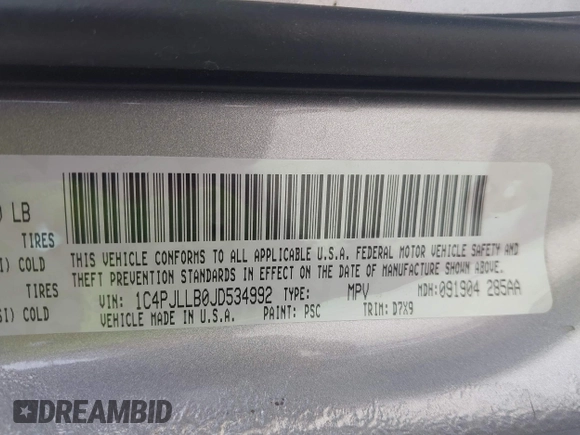 LB
TIRES
COLD
TIRES
COLD
THIS VEHICLE CONFORMS TO ALL APPLICABLE U.S.A. FEDERAL MOTOR VEHICLE SAFETY AND
THEFT PREVENTION STANDARDS IN EFFECT ON THE DATE OF MANUFACTURE SHOWN ABOVE.
VIN: 1C4PJLLB0JD534992 TYPE: MPV MDH:091904 285AA
VEHICLE MADE IN U.S.A. PAINT: PSC TRIM: D7X9
DREAMBID